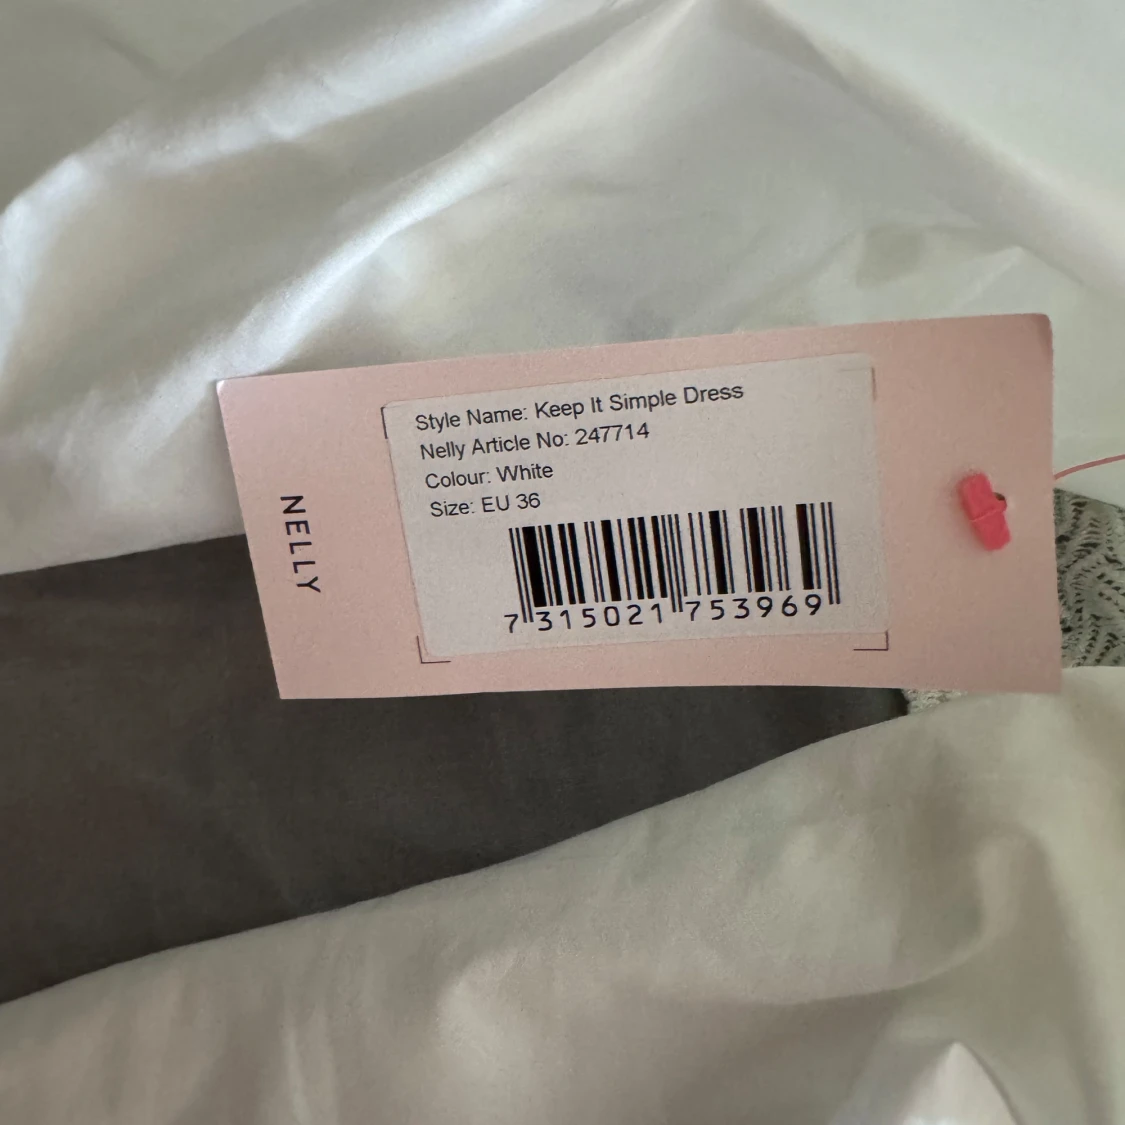 NELLY
Style Name: Keep It Simple Dress
Nelly Article No: 247714
Colour: White
Size: EU 36
7 315021 753969